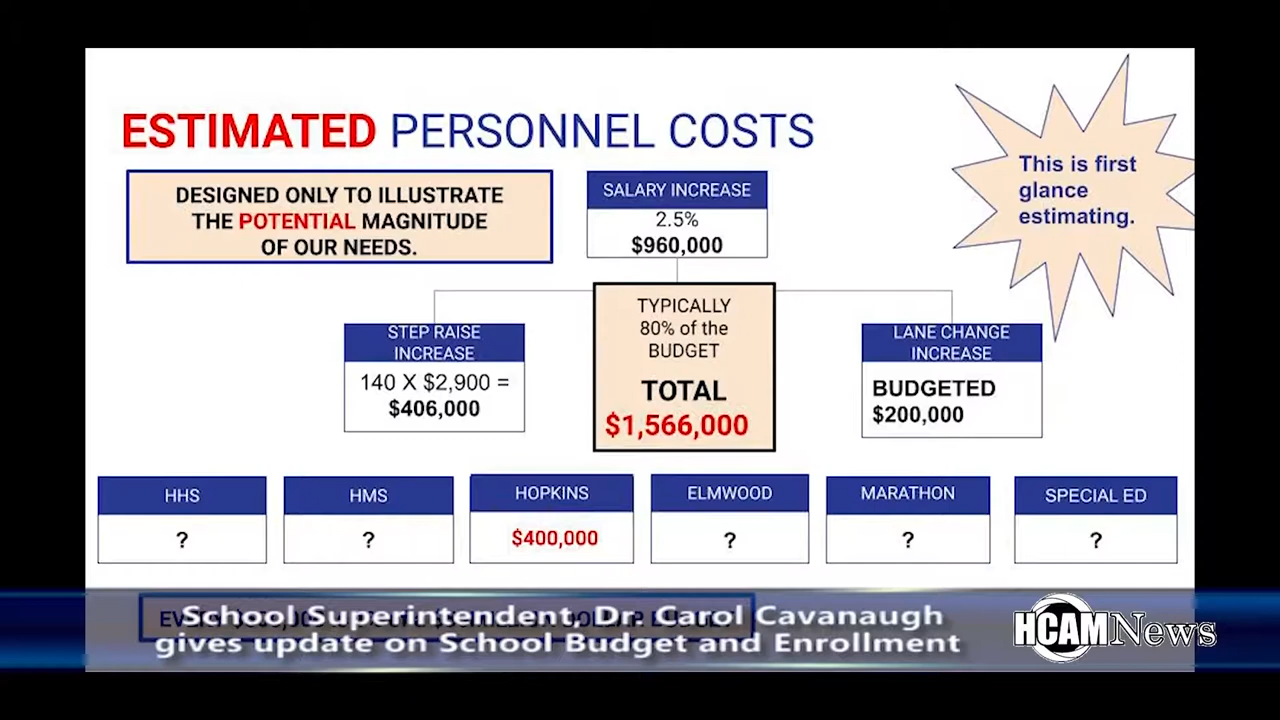 ESTIMATED PERSONNEL COSTS
This is first
glance
estimating.
DESIGNED ONLY TO ILLUSTRATE
THE POTENTIAL MAGNITUDE
OF OUR NEEDS.
SALARY INCREASE
2.5%
$960,000
STEP RAISE
INCREASE
140 X $2,900 =
$406,000
TYPICALLY
80% of the
BUDGET
TOTAL
$1,566,000
LANE CHANGE
INCREASE
BUDGETED
$200,000
HHS
?
HMS
?
HOPKINS
$400,000
ELMWOOD
?
MARATHON
?
SPECIAL ED
?
School Superintendent, Dr. Carol Cavanaugh
gives update on School Budget and Enrollment
HCAMNews